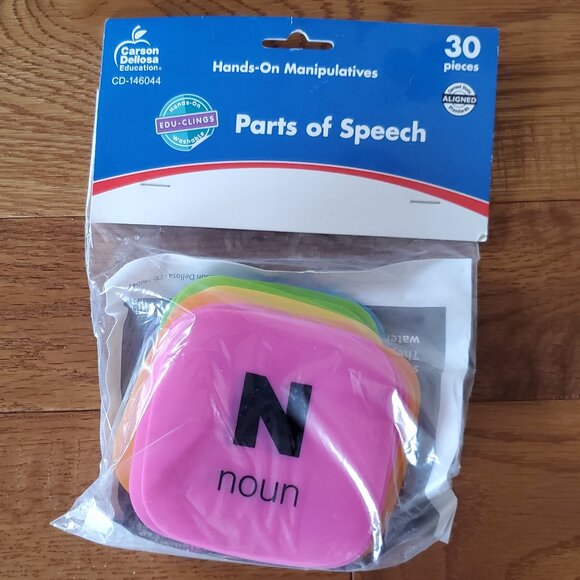 Carson
Dellosa
Education
CD-146044
30
pieces
Hands-On Manipulatives
Hands-On
EDU-CLINGS
Washable
ALIGNED
Parts of Speech
N
noun
water